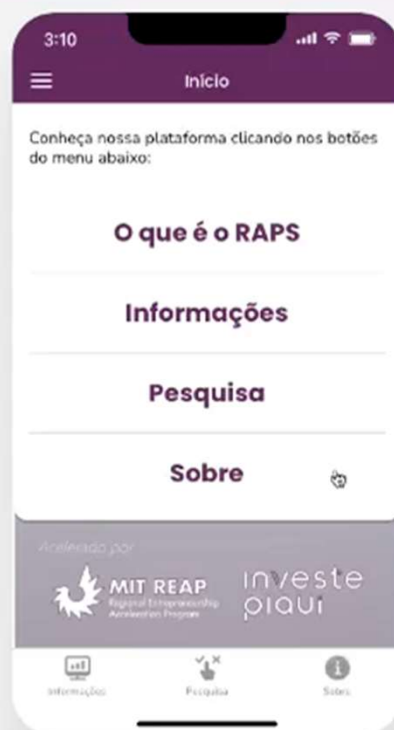 3:10
Início
Conheça nossa plataforma clicando nos botões
do menu abaixo:
O que é o RAPS
Informações
Pesquisa
Sobre
Acelerado por
MIT REAP
Regional Entrepreneurship
Acceleration Program
investe
piauí
Informações
Pesquisa
Sobre